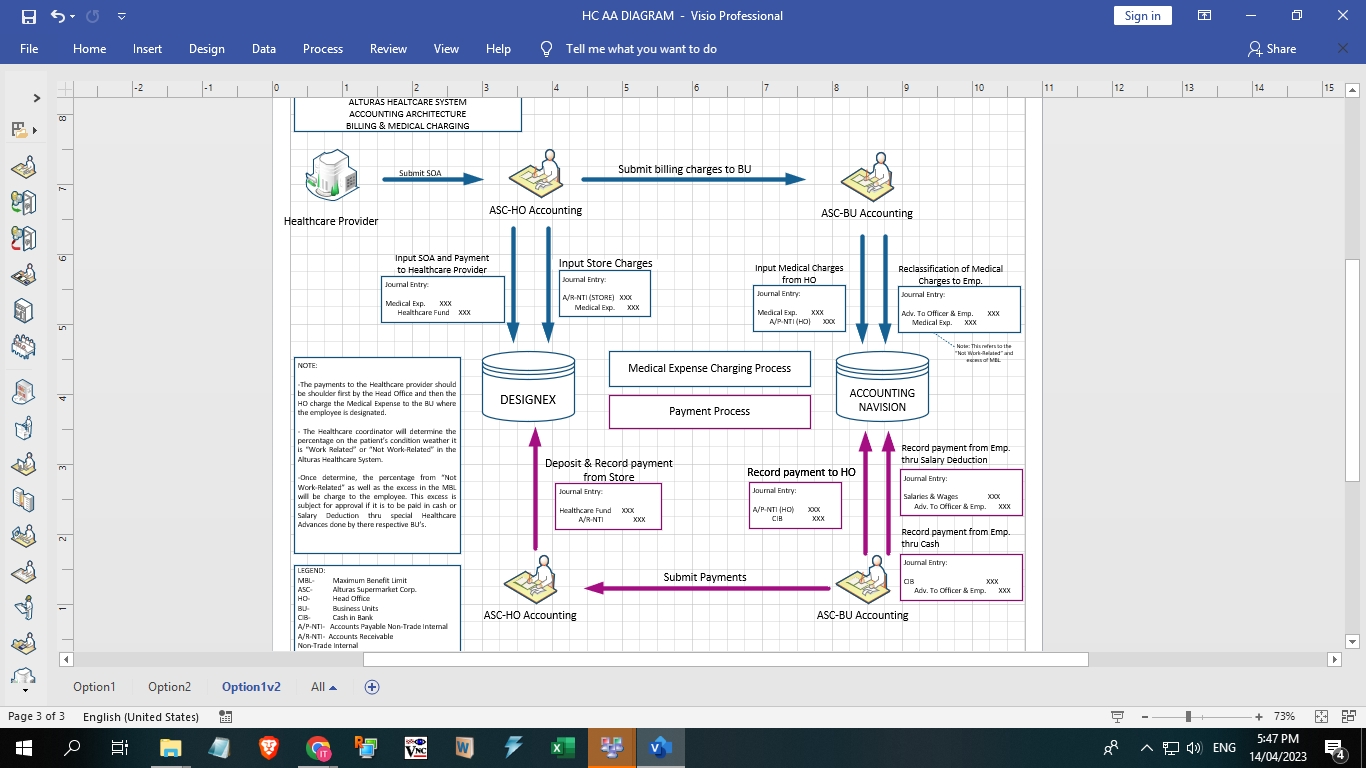 HC AA DIAGRAM - Visio Professional
Sign in
File Home Insert Design Data Process Review View Help Tell me what you want to do Share
-2 -1 0 1 2 3 4 5 6 7 8 9 10 11 12 13 14 15
8
7
6
5
4
3
2
1
ALTURAS HEALTCARE SYSTEM
ACCOUNTING ARCHITECTURE
BILLING & MEDICAL CHARGING
Submit SOA
Submit billing charges to BU
Healthcare Provider
ASC-HO Accounting
ASC-BU Accounting
Input SOA and Payment
to Healthcare Provider
Journal Entry:
Medical Exp. XXX
Healthcare Fund XXX
Input Store Charges
Journal Entry:
A/R-NTI (STORE) XXX
Medical Exp. XXX
Input Medical Charges
from HO
Journal Entry:
Medical Exp. XXX
A/P-NTI (HO) XXX
Reclassification of Medical
Charges to Emp.
Journal Entry:
Adv. To Officer & Emp. XXX
Medical Exp. XXX
Note: This refers to the
"Not Work-Related" and
excess of MBL
NOTE:
-The payments to the Healthcare provider should
be shoulder first by the Head Office and then the
HO charge the Medical Expense to the BU where
the employee is designated.
- The Healthcare coordinator will determine the
percentage on the patient's condition weather it
is "Work Related" or "Not Work-Related" in the
Alturas Healthcare System.
-Once determine, the percentage from "Not
Work-Related" as well as the excess in the MBL
will be charge to the employee. This excess is
subject for approval if it is to be paid in cash or
Salary Deduction thru special Healthcare
Advances done by there respective BU's.
DESIGNEX
Medical Expense Charging Process
Payment Process
ACCOUNTING
NAVISION
Deposit & Record payment
from Store
Journal Entry:
Healthcare Fund XXX
A/R-NTI XXX
Record payment to HO
Journal Entry:
A/P-NTI (HO) XXX
CIB XXX
Record payment from Emp.
thru Salary Deduction
Journal Entry:
Salaries & Wages XXX
Adv. To Officer & Emp. XXX
Record payment from Emp.
thru Cash
Journal Entry:
CIB XXX
Adv. To Officer & Emp. XXX
Submit Payments
ASC-HO Accounting
ASC-BU Accounting
LEGEND:
MBL- Maximum Benefit Limit
ASC- Alturas Supermarket Corp.
HO- Head Office
BU- Business Units
CIB- Cash in Bank
A/P-NTI- Accounts Payable Non-Trade Internal
A/R-NTI- Accounts Receivable
Non-Trade Internal
Option1 Option2 Option1v2 All
Page 3 of 3 English (United States) 73%
ENG
5:47 PM
14/04/2023
4